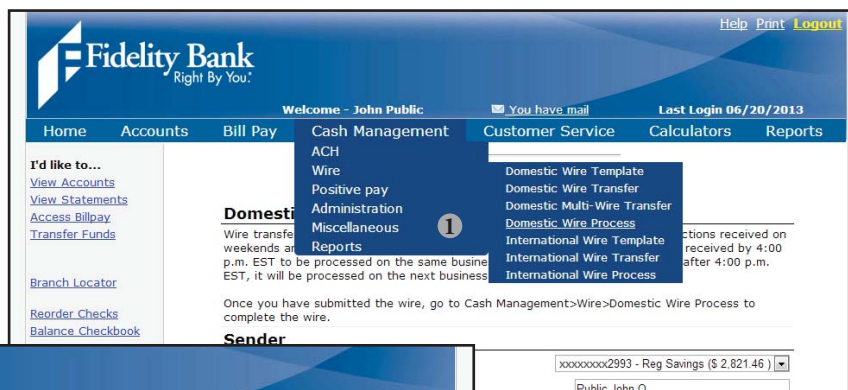 Help Print Logout
Fidelity Bank
Right By You.
Welcome - John Public You have mail Last Login 06/20/2013
Home Accounts Bill Pay Cash Management Customer Service Calculators Reports
I'd like to...
View Accounts
View Statements
Access Billpay
Transfer Funds
Branch Locator
Reorder Checks
Balance Checkbook
ACH
Wire
Positive pay
Administration
Miscellaneous
Reports
1
Domestic Wire Template
Domestic Wire Transfer
Domestic Multi-Wire Transfer
Domestic Wire Process
International Wire Template
International Wire Transfer
International Wire Process
Domesti
Wire transfe ctions received on
weekends ar received by 4:00
p.m. EST to be processed on the same busine after 4:00 p.m.
EST, it will be processed on the next business
Once you have submitted the wire, go to Cash Management>Wire>Domestic Wire Process to
complete the wire.
Sender
xxxxxxxx2993 - Reg Savings ($ 2,821.46 )
Public John Q